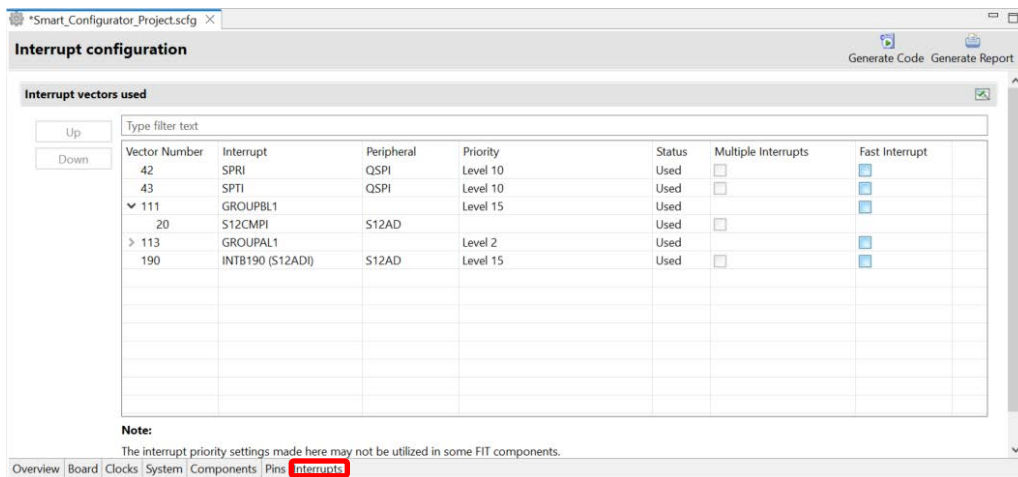 *Smart_Configurator_Project.scfg
Interrupt configuration
Generate Code Generate Report
Interrupt vectors used
Up
Down
Type filter text
Vector Number Interrupt Peripheral Priority Status Multiple Interrupts Fast Interrupt
42 SPRI QSPI Level 10 Used
43 SPTI QSPI Level 10 Used
111 GROUPBL1 Level 15 Used
20 S12CMPI S12AD Used
113 GROUPAL1 Level 2 Used
190 INTB190 (S12ADI) S12AD Level 15 Used
Note:
The interrupt priority settings made here may not be utilized in some FIT components.
Overview Board Clocks System Components Pins Interrupts